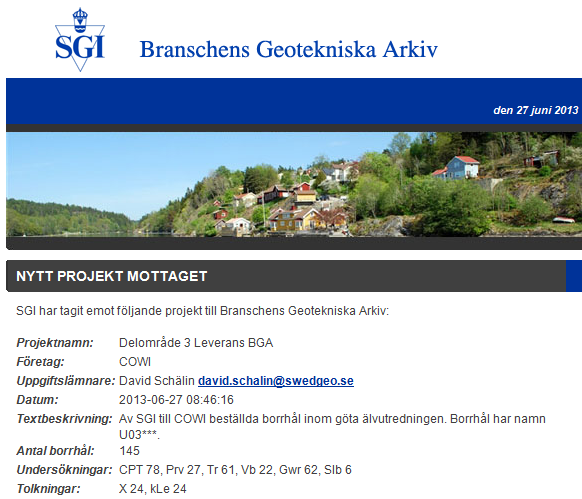 SGI
Branschens Geotekniska Arkiv
den 27 juni 2013
NYTT PROJEKT MOTTAGET
SGI har tagit emot följande projekt till Branschens Geotekniska Arkiv:
Projektnamn: Delområde 3 Leverans BGA
Företag: COWI
Uppgiftslämnare: David Schälin david.schalin@swedgeo.se
Datum: 2013-06-27 08:46:16
Textbeskrivning: Av SGI till COWI beställda borrhål inom göta älvutredningen. Borrhål har namn
U03***.
Antal borrhål: 145
Undersökningar: CPT 78, Prv 27, Tr 61, Vb 22, Gwr 62, Slb 6
Tolkningar: X 24, kLe 24